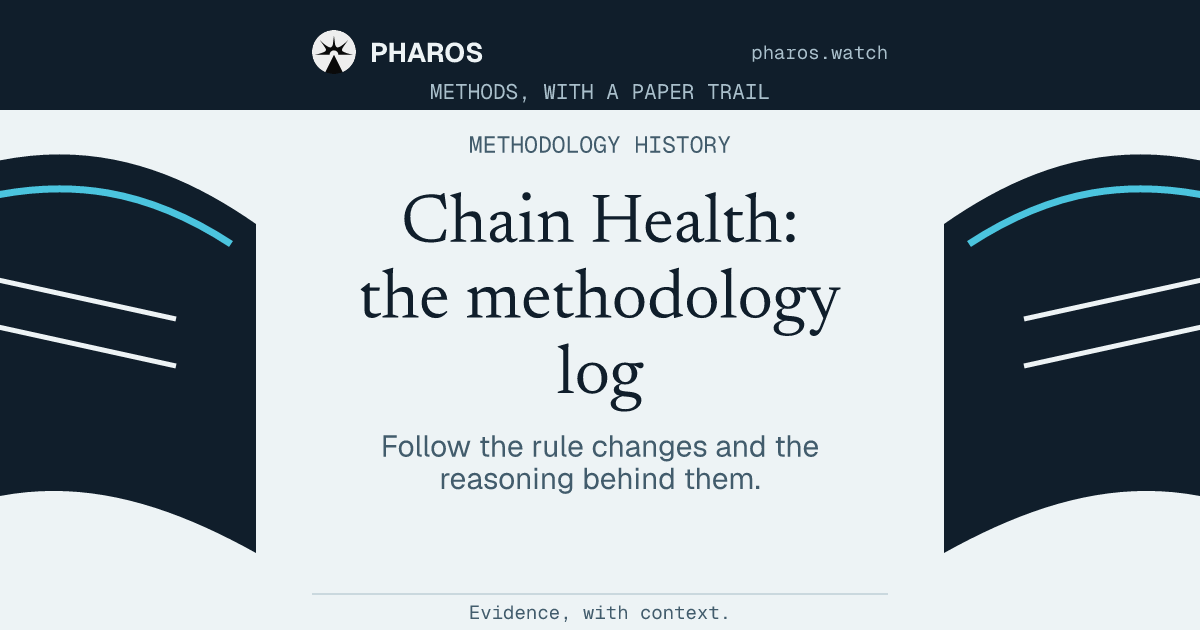 PHAROS
pharos.watch
METHODS, WITH A PAPER TRAIL
METHODOLOGY HISTORY
Chain Health:
the methodology
log
Follow the rule changes and the
reasoning behind them.
Evidence, with context.